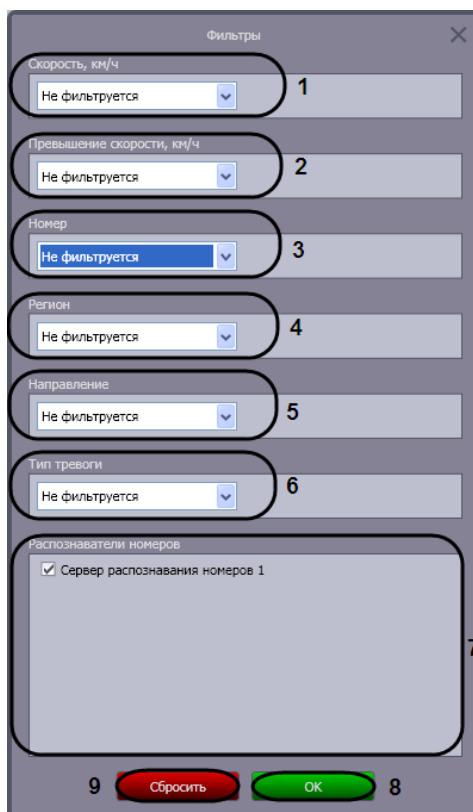 Фильтры
Скорость, км/ч
Не фильтруется 1
Превышение скорости, км/ч
Не фильтруется 2
Номер
Не фильтруется 3
Регион
Не фильтруется 4
Направление
Не фильтруется 5
Тип тревоги
Не фильтруется 6
Распознаватели номеров
Сервер распознавания номеров 1
7
9 Сбросить OK 8